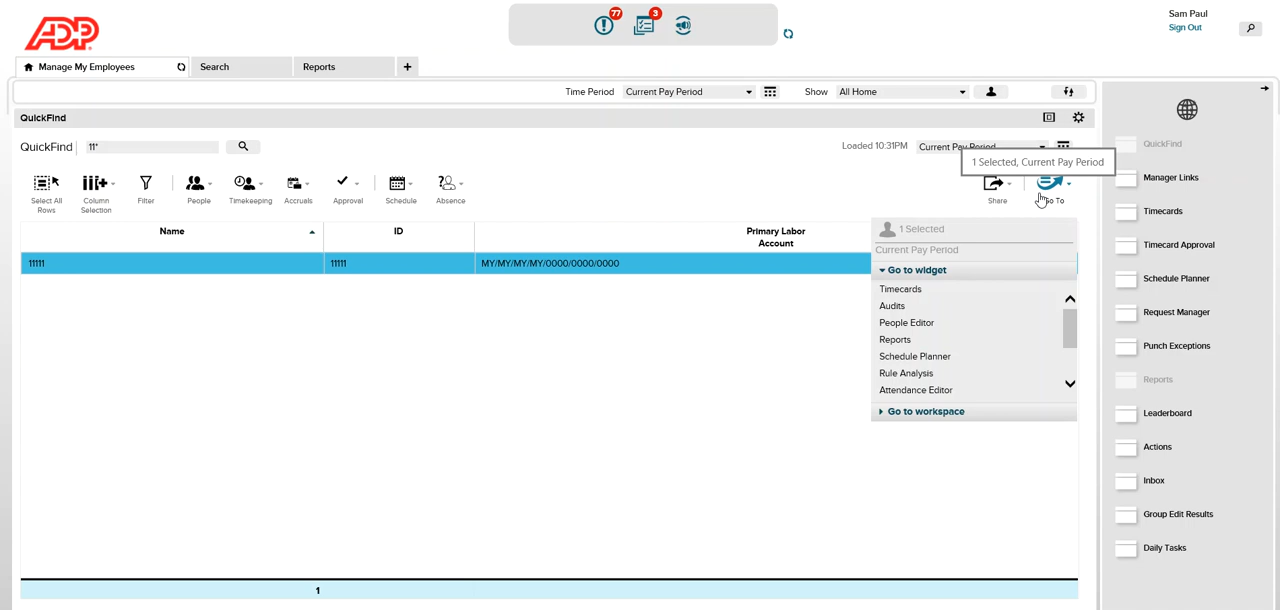 77
3
Sam Paul
Sign Out
ADP
Manage My Employees
Search
Reports
+
Time Period
Current Pay Period
Show
All Home
QuickFind
QuickFind
11*
Loaded 10:31PM
Current Pay Period
1 Selected, Current Pay Period
Select All
Rows
Column
Selection
Filter
People
Timekeeping
Accruals
Approval
Schedule
Absence
Share
Go To
Name
ID
Primary Labor
Account
11111
11111
MY/MY/MY/MY/0000/0000/0000
1 Selected
Current Pay Period
Go to widget
Timecards
Audits
People Editor
Reports
Schedule Planner
Rule Analysis
Attendance Editor
Go to workspace
1
QuickFind
Manager Links
Timecards
Timecard Approval
Schedule Planner
Request Manager
Punch Exceptions
Reports
Leaderboard
Actions
Inbox
Group Edit Results
Daily Tasks